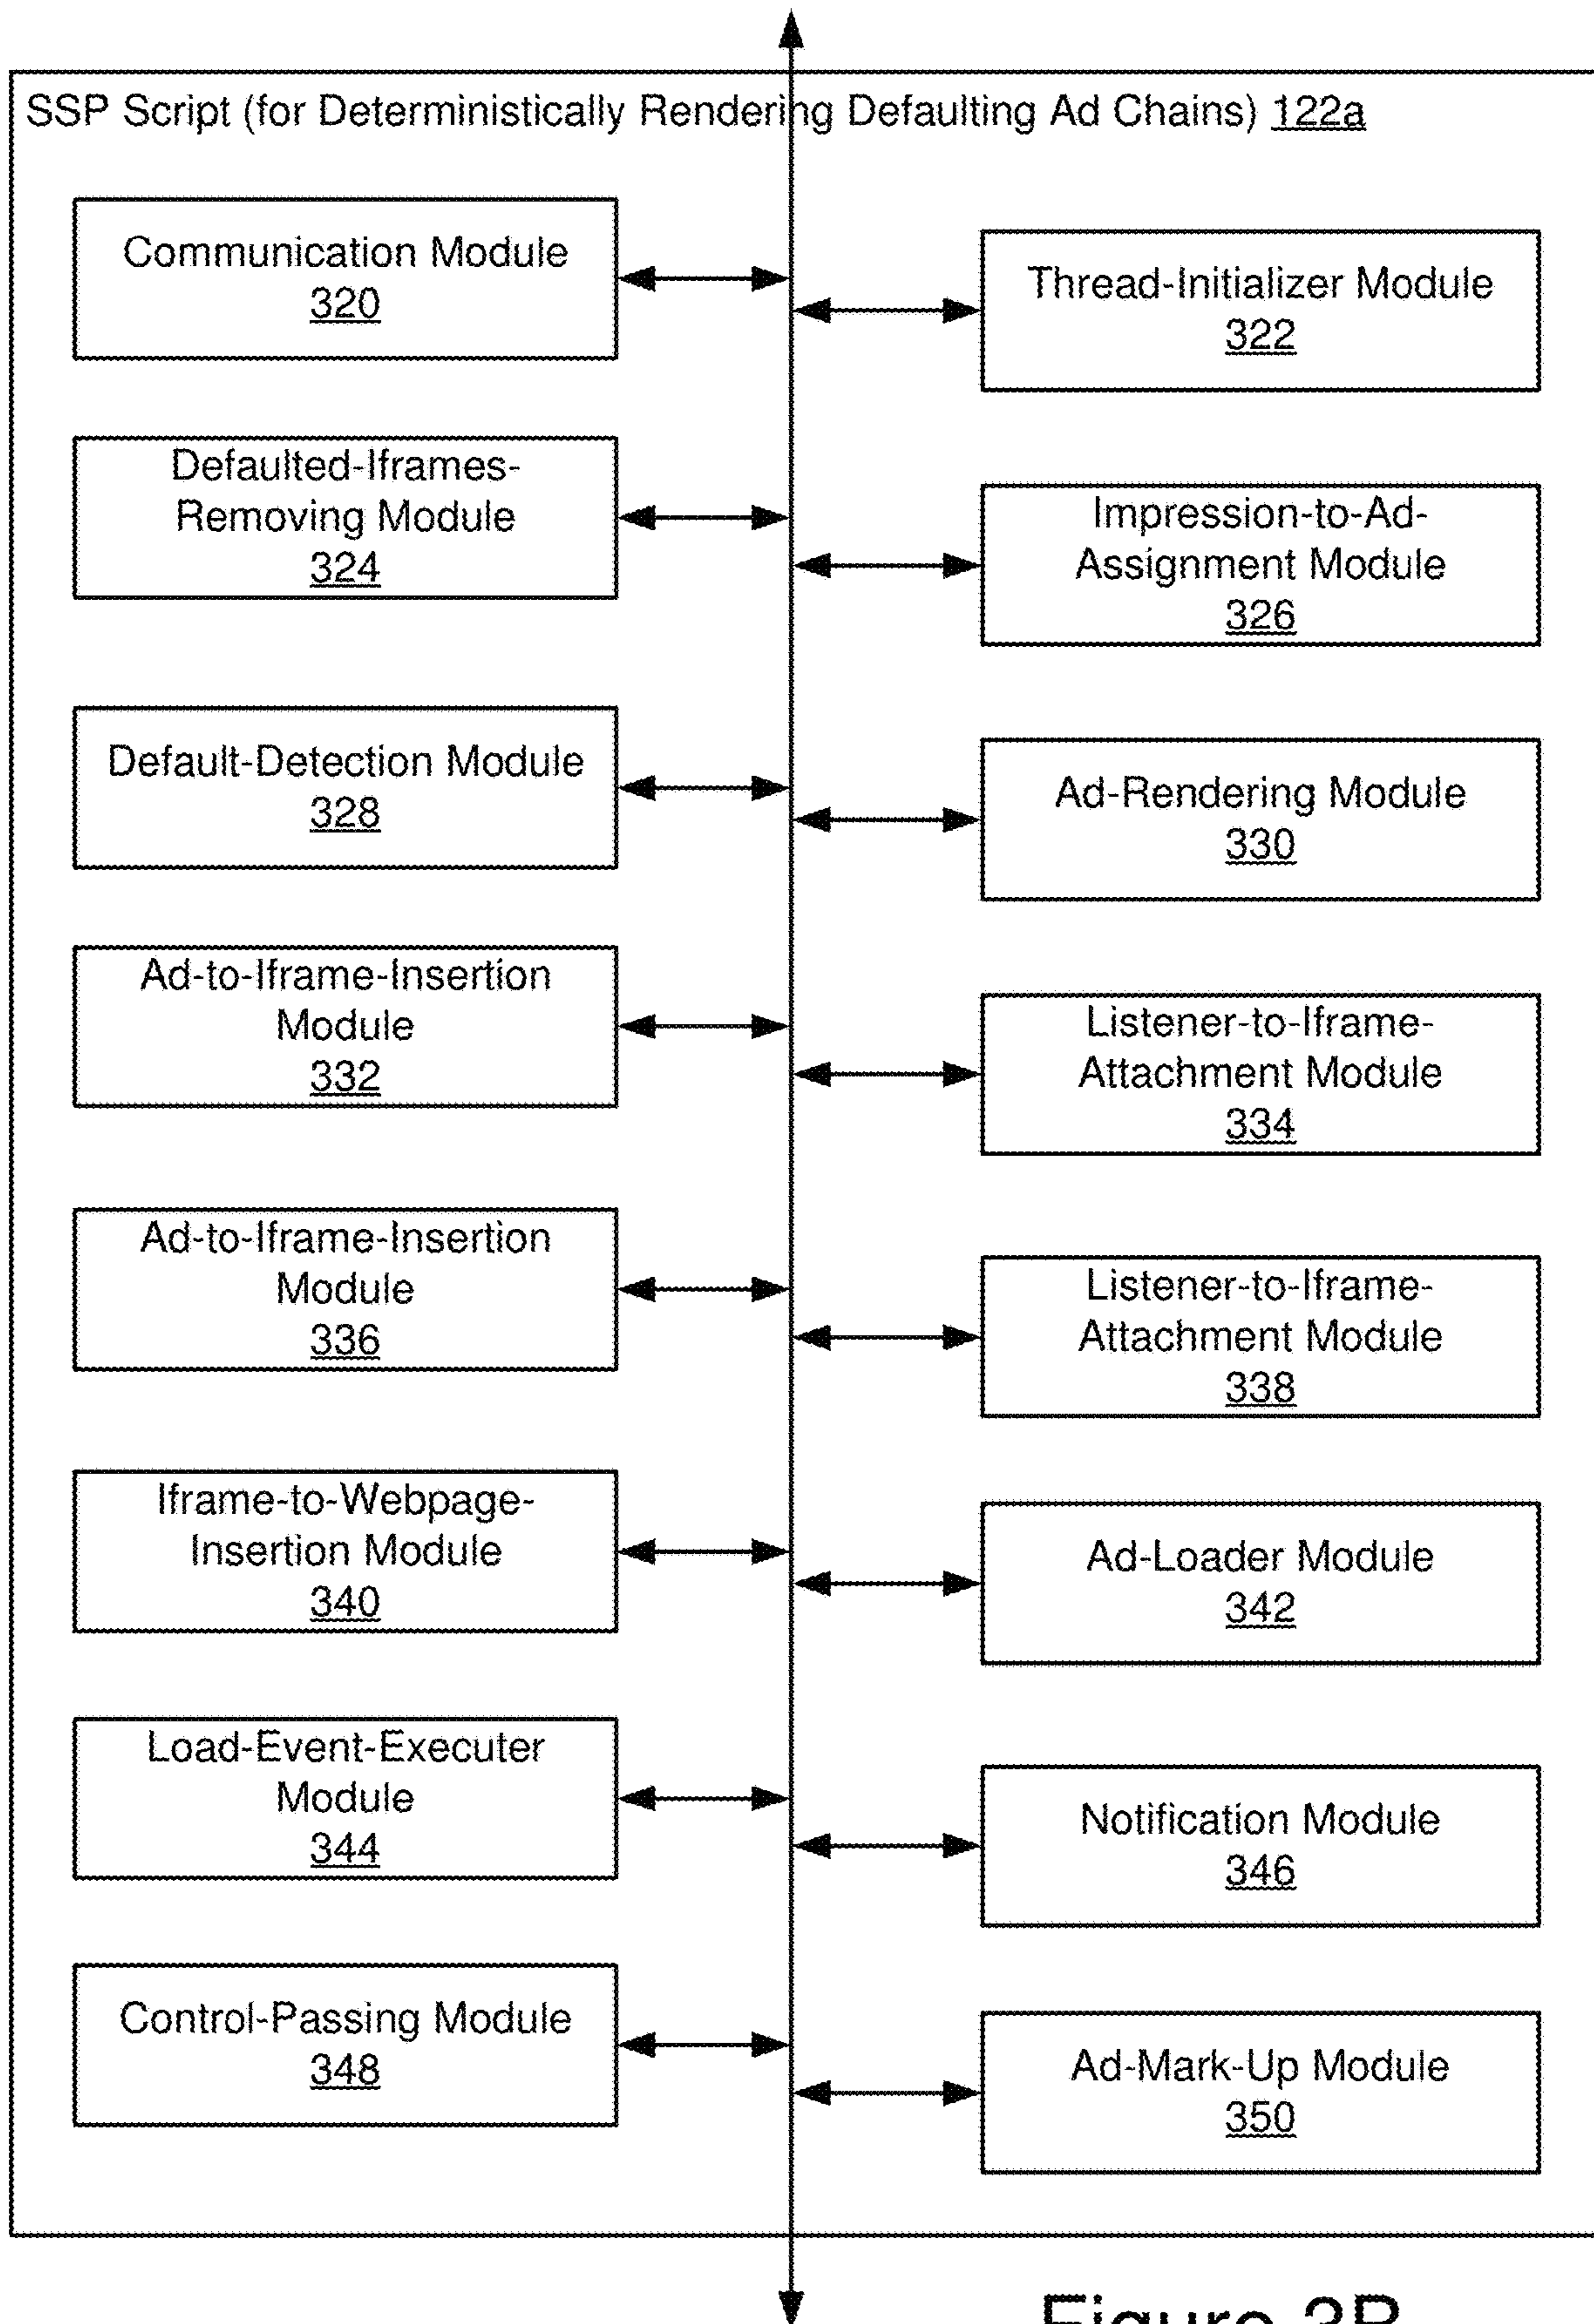 SSP Script (for Deterministically Rendering Defaulting Ad Chains) 122a
Communication Module
320
Thread-Initializer Module
322
Defaulted-Iframes-
Removing Module
324
Impression-to-Ad-
Assignment Module
326
Default-Detection Module
328
Ad-Rendering Module
330
Ad-to-Iframe-Insertion
Module
332
Listener-to-Iframe-
Attachment Module
334
Ad-to-Iframe-Insertion
Module
336
Listener-to-Iframe-
Attachment Module
338
Iframe-to-Webpage-
Insertion Module
340
Ad-Loader Module
342
Load-Event-Executer
Module
344
Notification Module
346
Control-Passing Module
348
Ad-Mark-Up Module
350
Figure 3B